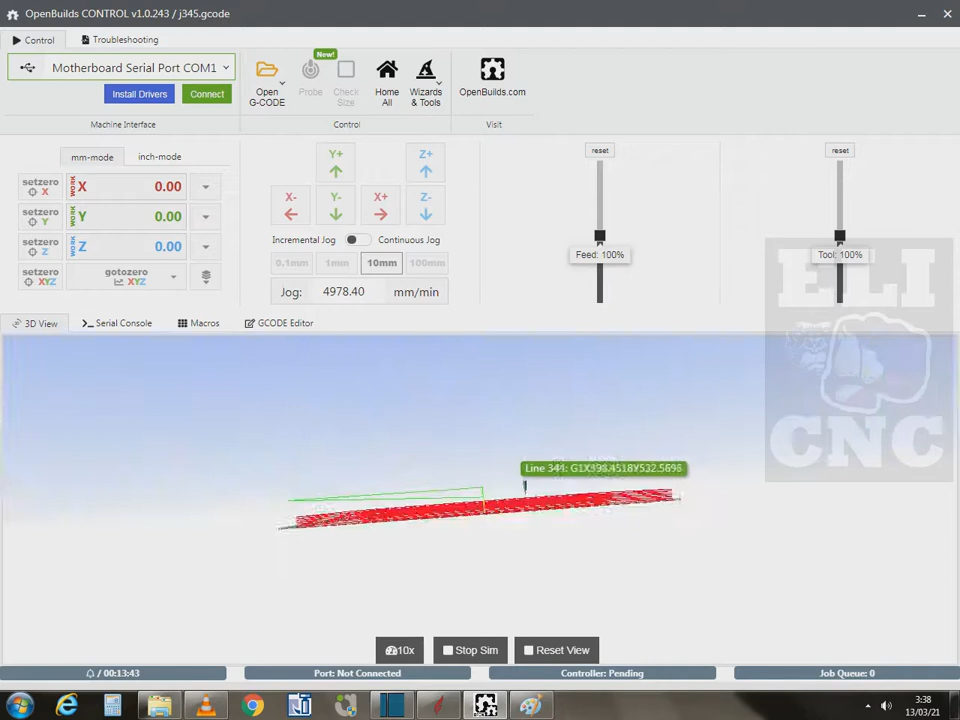 OpenBuilds CONTROL v1.0.243 / j345.gcode
Control
Troubleshooting
Motherboard Serial Port COM1
Install Drivers
Connect
Machine Interface
New!
Open
G-CODE
Probe
Check
Size
Home
All
Wizards
& Tools
Control
OpenBuilds.com
Visit
mm-mode
inch-mode
setzero
X
WORK
X
0.00
setzero
Y
WORK
Y
0.00
setzero
Z
WORK
Z
0.00
setzero
XYZ
gotozero
XYZ
Y+
Z+
X-
Y-
X+
Z-
Incremental Jog
Continuous Jog
0.1mm
1mm
10mm
100mm
Jog:
4978.40
mm/min
reset
Feed: 100%
reset
Tool: 100%
ELI
CNC
3D View
Serial Console
Macros
GCODE Editor
10x
Stop Sim
Reset View
/ 00:13:43
Port: Not Connected
Controller: Pending
Job Queue: 0
3:38
13/03/21